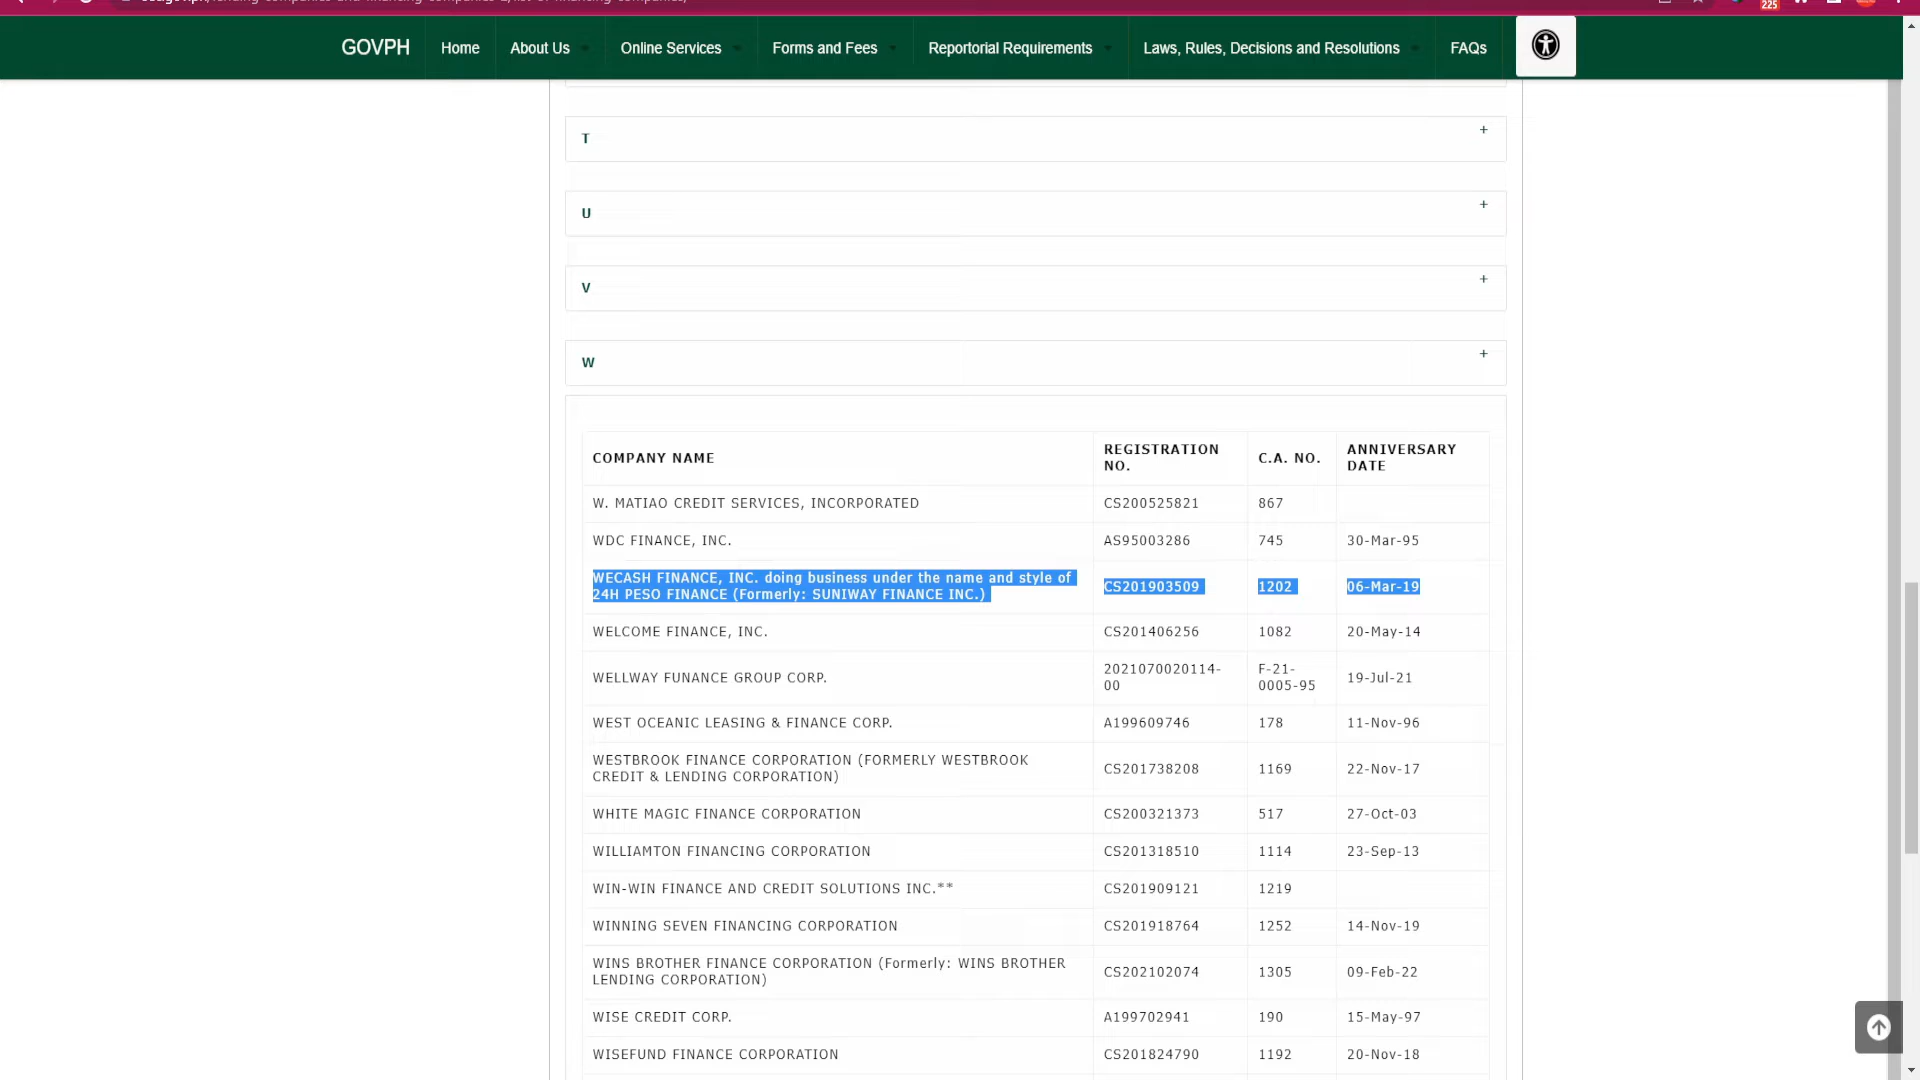 225
GOVPH Home About Us Online Services Forms and Fees Reportorial Requirements Laws, Rules, Decisions and Resolutions FAQs
T +
U +
V +
W +
COMPANY NAME REGISTRATION NO. C.A. NO. ANNIVERSARY DATE
W. MATIAO CREDIT SERVICES, INCORPORATED CS200525821 867
WDC FINANCE, INC. AS95003286 745 30-Mar-95
WECASH FINANCE, INC. doing business under the name and style of
24H PESO FINANCE (Formerly: SUNIWAY FINANCE INC.) CS201903509 1202 06-Mar-19
WELCOME FINANCE, INC. CS201406256 1082 20-May-14
WELLWAY FUNANCE GROUP CORP. 2021070020114-00 F-21-0005-95 19-Jul-21
WEST OCEANIC LEASING & FINANCE CORP. A199609746 178 11-Nov-96
WESTBROOK FINANCE CORPORATION (FORMERLY WESTBROOK
CREDIT & LENDING CORPORATION) CS201738208 1169 22-Nov-17
WHITE MAGIC FINANCE CORPORATION CS200321373 517 27-Oct-03
WILLIAMTON FINANCING CORPORATION CS201318510 1114 23-Sep-13
WIN-WIN FINANCE AND CREDIT SOLUTIONS INC.** CS201909121 1219
WINNING SEVEN FINANCING CORPORATION CS201918764 1252 14-Nov-19
WINS BROTHER FINANCE CORPORATION (Formerly: WINS BROTHER
LENDING CORPORATION) CS202102074 1305 09-Feb-22
WISE CREDIT CORP. A199702941 190 15-May-97
WISEFUND FINANCE CORPORATION CS201824790 1192 20-Nov-18